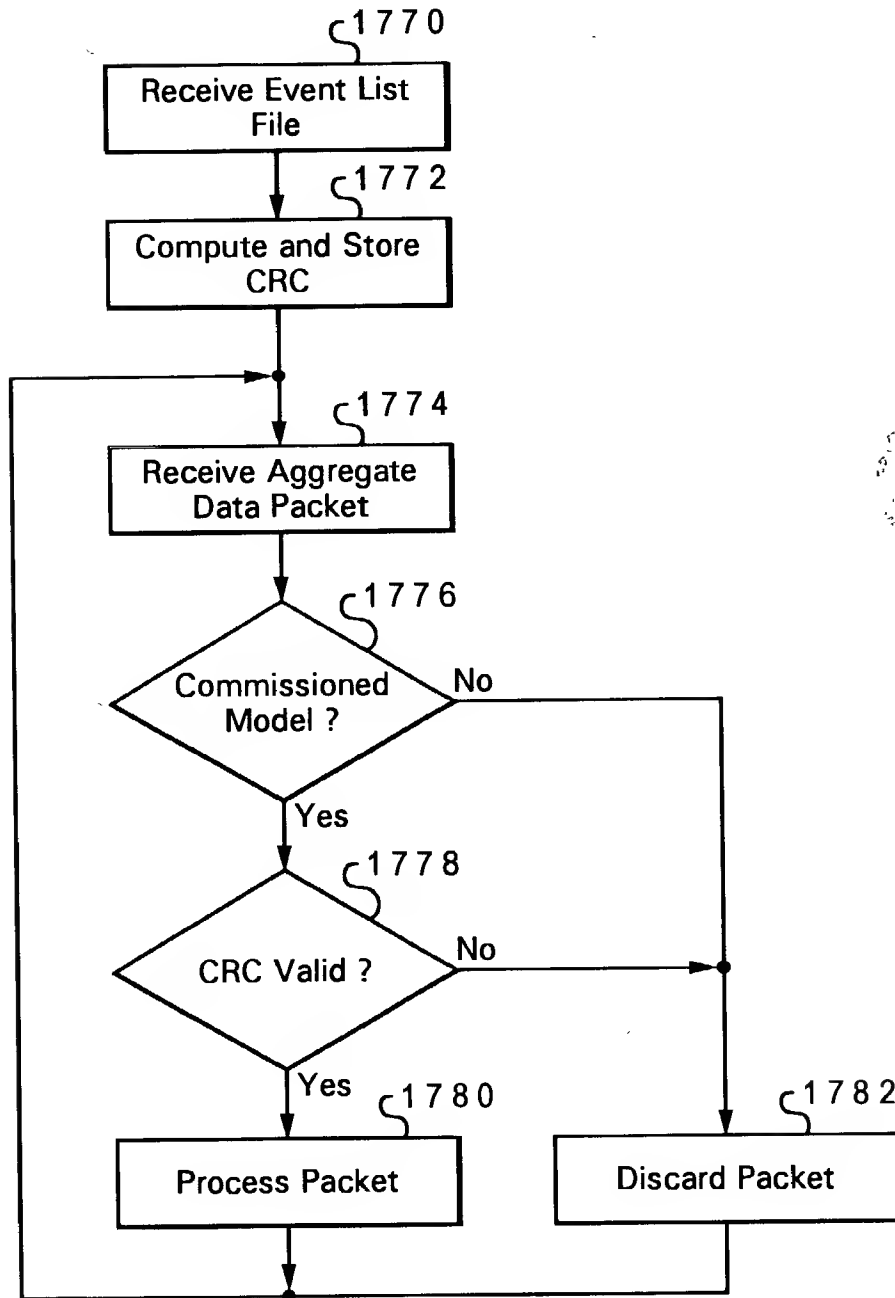 1770
Receive Event List
File
1772
Compute and Store
CRC
1774
Receive Aggregate
Data Packet
1776
Commissioned
Model ?
No
Yes
1778
CRC Valid ?
No
Yes
1780
Process Packet
1782
Discard Packet